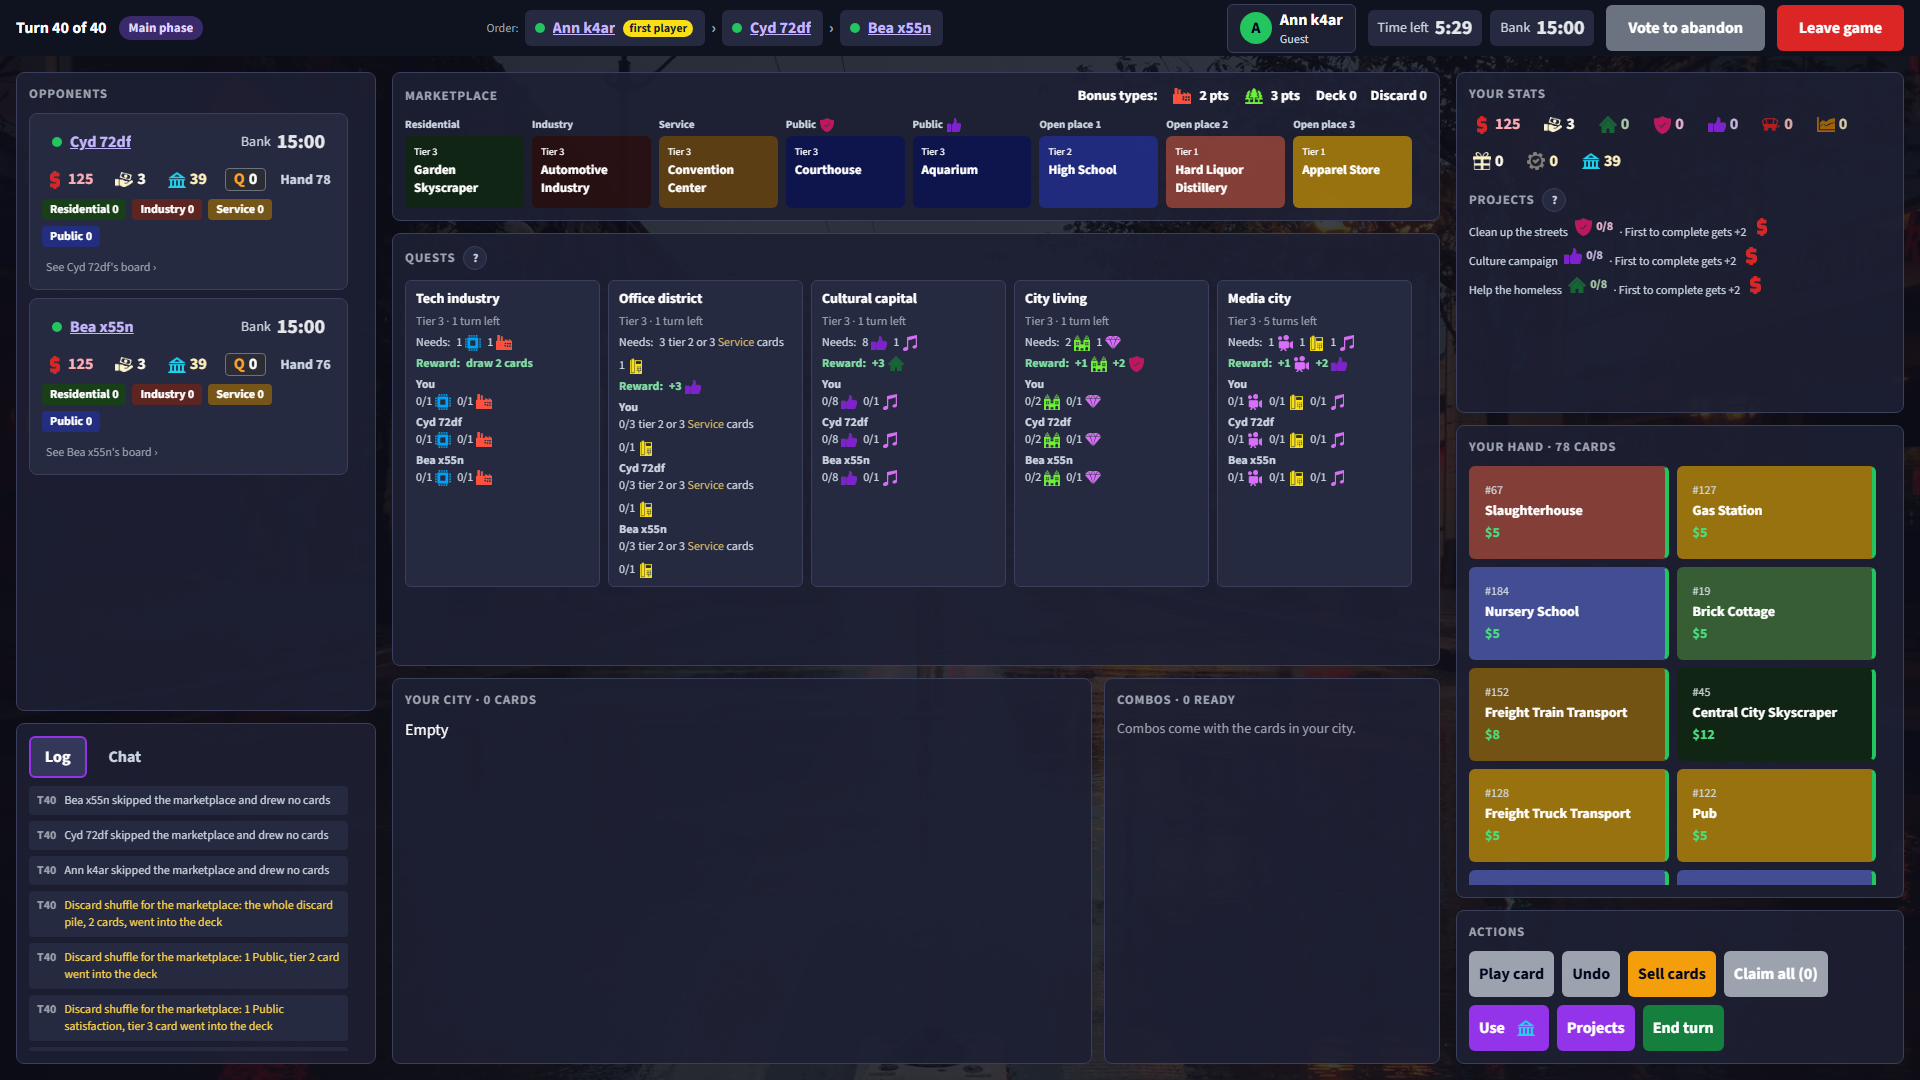 Turn 40 of 40 Main phase
Order: Ann k4ar first player › Cyd 72df › Bea x55n
A Ann k4ar
Guest
Time left 5:29
Bank 15:00
Vote to abandon
Leave game
OPPONENTS
Cyd 72df Bank 15:00
125 3 39 Q 0 Hand 78
Residential 0 Industry 0 Service 0
Public 0
See Cyd 72df's board ›
Bea x55n Bank 15:00
125 3 39 Q 0 Hand 76
Residential 0 Industry 0 Service 0
Public 0
See Bea x55n's board ›
Log Chat
T40 Bea x55n skipped the marketplace and drew no cards
T40 Cyd 72df skipped the marketplace and drew no cards
T40 Ann k4ar skipped the marketplace and drew no cards
T40 Discard shuffle for the marketplace: the whole discard
pile, 2 cards, went into the deck
T40 Discard shuffle for the marketplace: 1 Public, tier 2 card
went into the deck
T40 Discard shuffle for the marketplace: 1 Public
satisfaction, tier 3 card went into the deck
MARKETPLACE
Bonus types: 2 pts 3 pts Deck 0 Discard 0
Residential
Tier 3
Garden
Skyscraper
Industry
Tier 3
Automotive
Industry
Service
Tier 3
Convention
Center
Public
Tier 3
Courthouse
Public
Tier 3
Aquarium
Open place 1
Tier 2
High School
Open place 2
Tier 1
Hard Liquor
Distillery
Open place 3
Tier 1
Apparel Store
QUESTS ?
Tech industry
Tier 3 · 1 turn left
Needs: 1 1
Reward: draw 2 cards
You
0/1 0/1
Cyd 72df
0/1 0/1
Bea x55n
0/1 0/1
Office district
Tier 3 · 1 turn left
Needs: 3 tier 2 or 3 Service cards
1
Reward: +3
You
0/3 tier 2 or 3 Service cards
0/1
Cyd 72df
0/3 tier 2 or 3 Service cards
0/1
Bea x55n
0/3 tier 2 or 3 Service cards
0/1
Cultural capital
Tier 3 · 1 turn left
Needs: 8 1
Reward: +3
You
0/8 0/1
Cyd 72df
0/8 0/1
Bea x55n
0/8 0/1
City living
Tier 3 · 1 turn left
Needs: 2 1
Reward: +1 +2
You
0/2 0/1
Cyd 72df
0/2 0/1
Bea x55n
0/2 0/1
Media city
Tier 3 · 5 turns left
Needs: 1 1 1
Reward: +1 +2
You
0/1 0/1 0/1
Cyd 72df
0/1 0/1 0/1
Bea x55n
0/1 0/1 0/1
YOUR CITY · 0 CARDS
Empty
COMBOS · 0 READY
Combos come with the cards in your city.
YOUR STATS
125 3 0 0 0 0 0
0 0 39
PROJECTS ?
Clean up the streets 0/8 · First to complete gets +2
Culture campaign 0/8 · First to complete gets +2
Help the homeless 0/8 · First to complete gets +2
YOUR HAND · 78 CARDS
#67
Slaughterhouse
$5
#127
Gas Station
$5
#184
Nursery School
$5
#19
Brick Cottage
$5
#152
Freight Train Transport
$8
#45
Central City Skyscraper
$12
#128
Freight Truck Transport
$5
#122
Pub
$5
ACTIONS
Play card Undo Sell cards Claim all (0)
Use Projects End turn